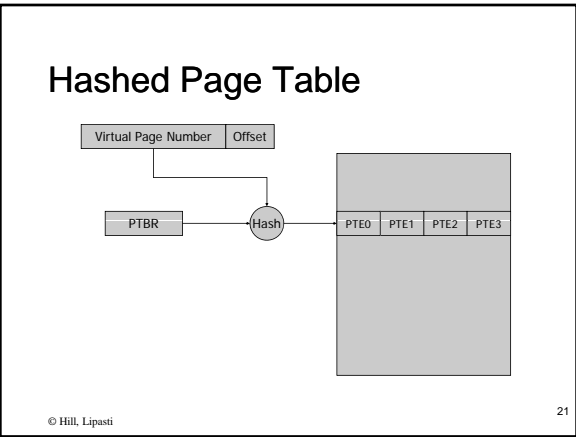 Hashed Page Table
Virtual Page Number Offset
PTBR Hash PTE0 PTE1 PTE2 PTE3
© Hill, Lipasti 21